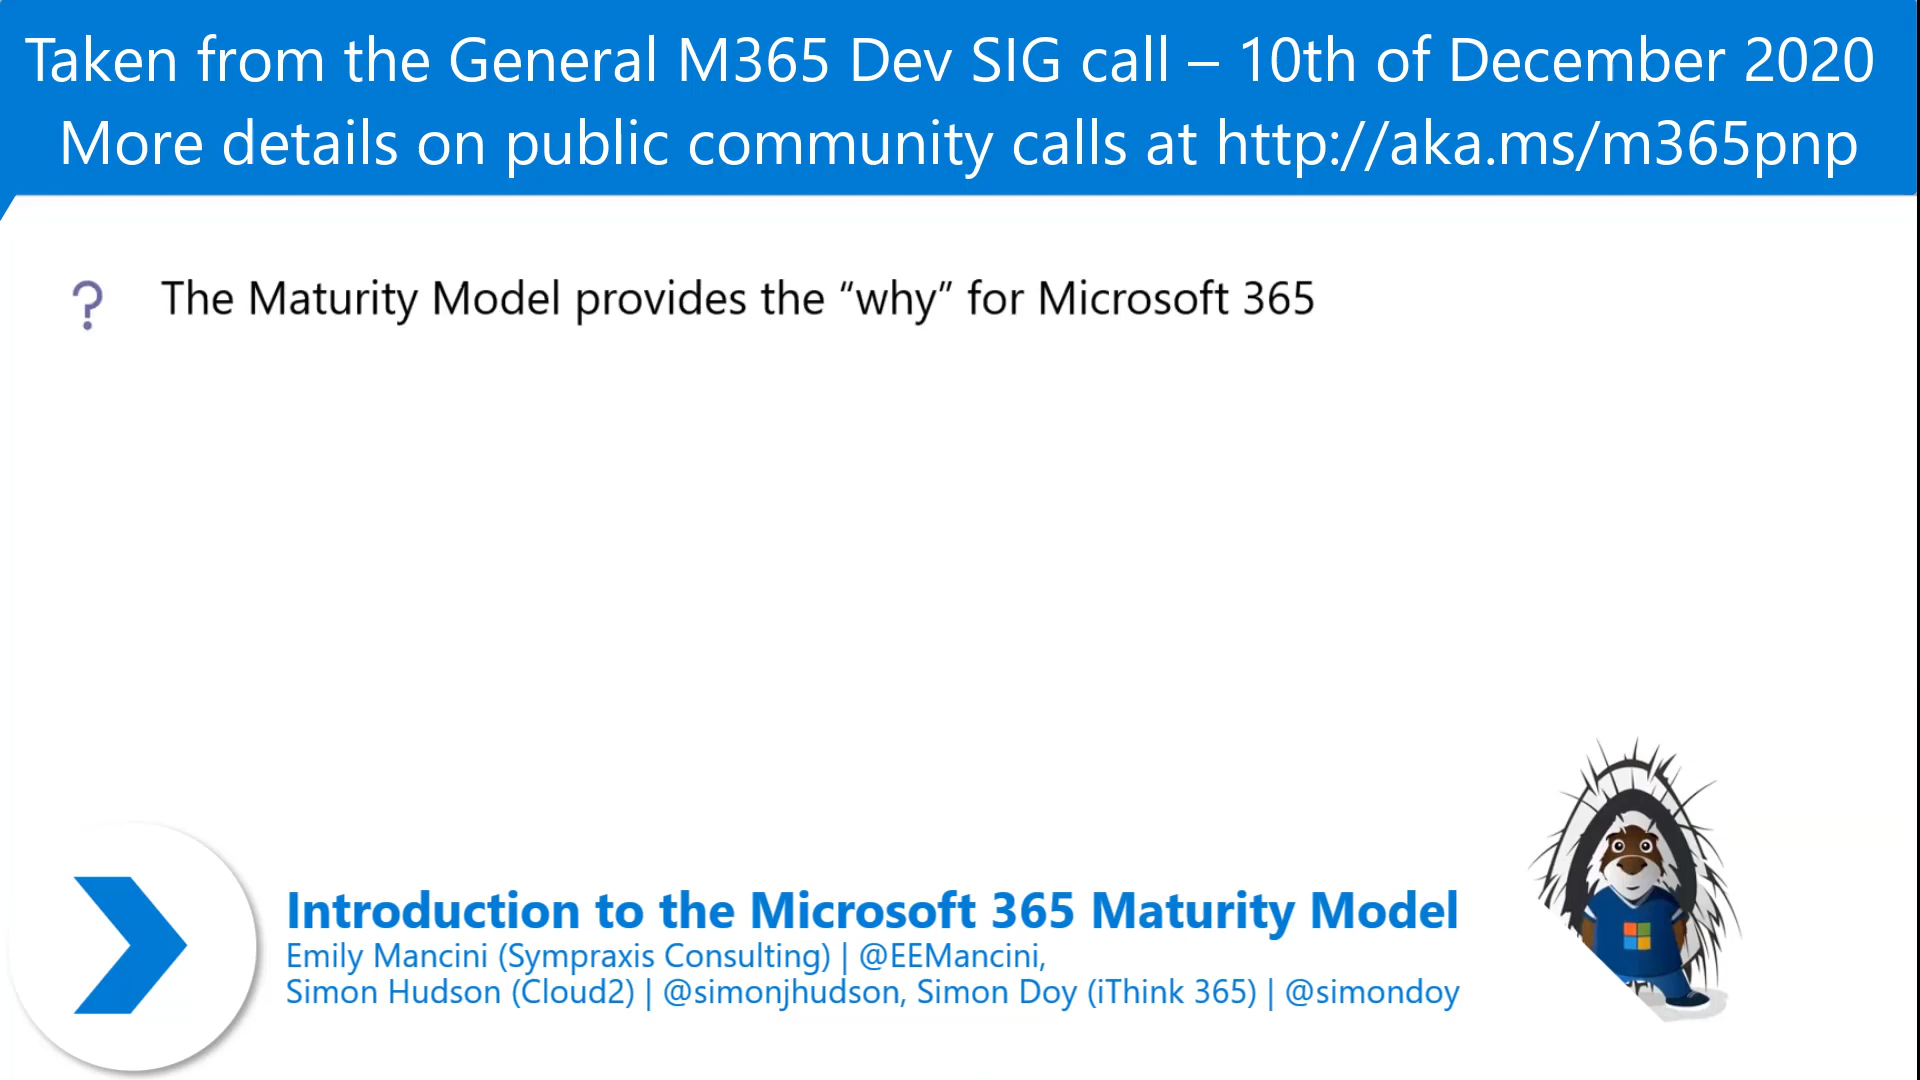 Taken from the General M365 Dev SIG call – 10th of December 2020
More details on public community calls at http://aka.ms/m365pnp
? The Maturity Model provides the “why” for Microsoft 365
Introduction to the Microsoft 365 Maturity Model
Emily Mancini (Sympraxis Consulting) | @EEMancini,
Simon Hudson (Cloud2) | @simonjhudson, Simon Doy (iThink 365) | @simondoy